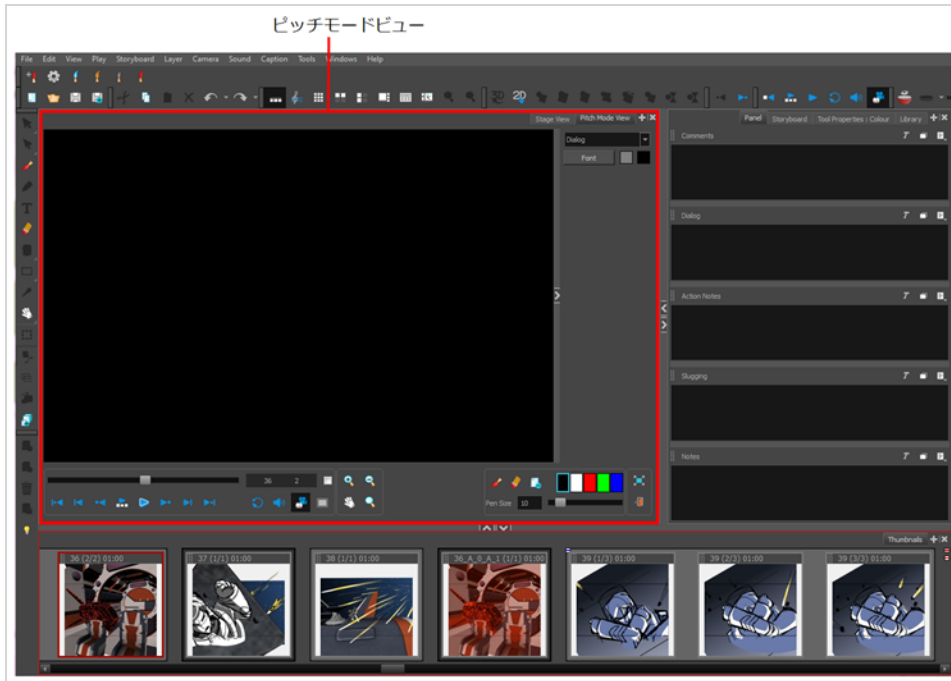 ピッチモードビュー
File Edit View Play Storyboard Layer Camera Sound Caption Tools Windows Help
3D 2D
Stage View Pitch Mode View
Panel Storyboard Tool Properties : Colour Library
Dialog
Font
Comments
Dialog
Action Notes
Slugging
Notes
36 2
Pen Size 10
Thumbnails
36 (2/2) 01:00
37 (1/1) 01:00
38 (1/1) 01:00
36_A_0_A_1 (1/1) 01:00
39 (1/3) 01:00
39 (2/3) 01:00
39 (3/3) 01:00